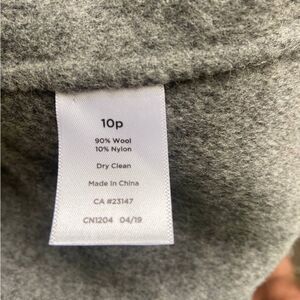 10p
90% Wool
10% Nylon
Dry Clean
Made In China
CA #23147
CN1204 04/19